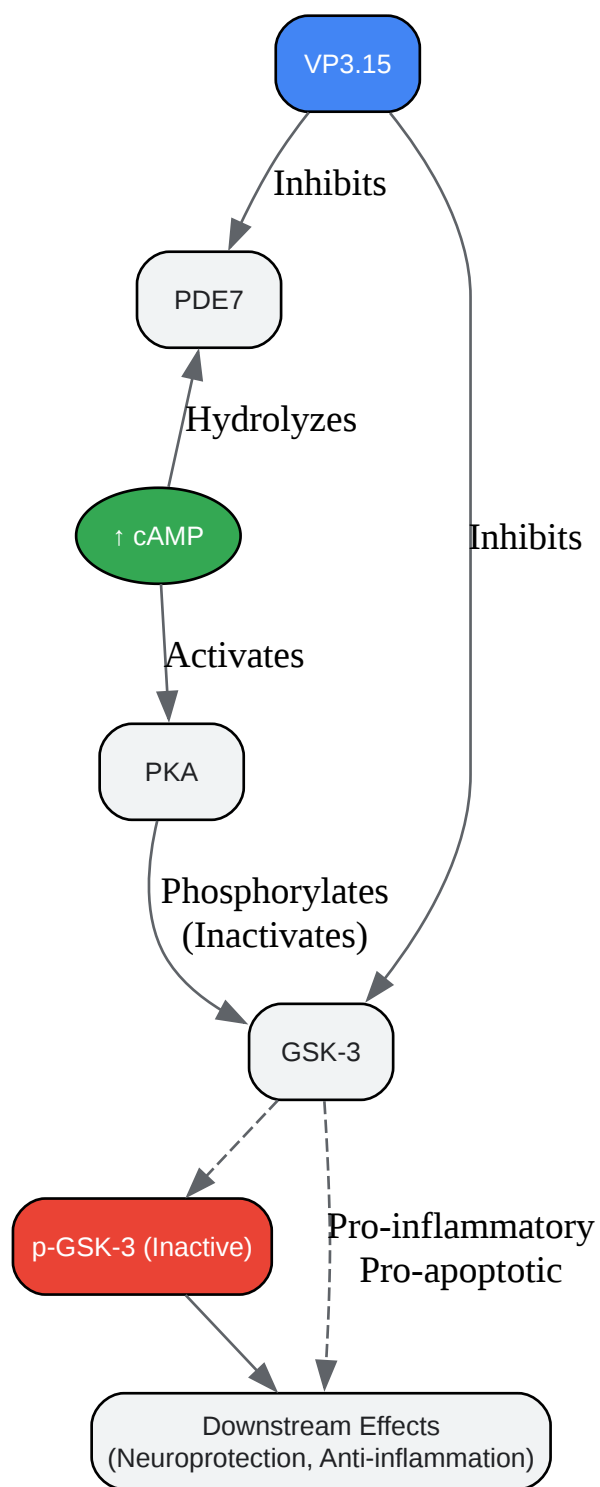 VP3.15
Inhibits
PDE7
Hydrolyzes
↑ cAMP
Inhibits
Activates
PKA
Phosphorylates
(Inactivates)
GSK-3
Pro-inflammatory
Pro-apoptotic
p-GSK-3 (Inactive)
Downstream Effects
(Neuroprotection, Anti-inflammation)